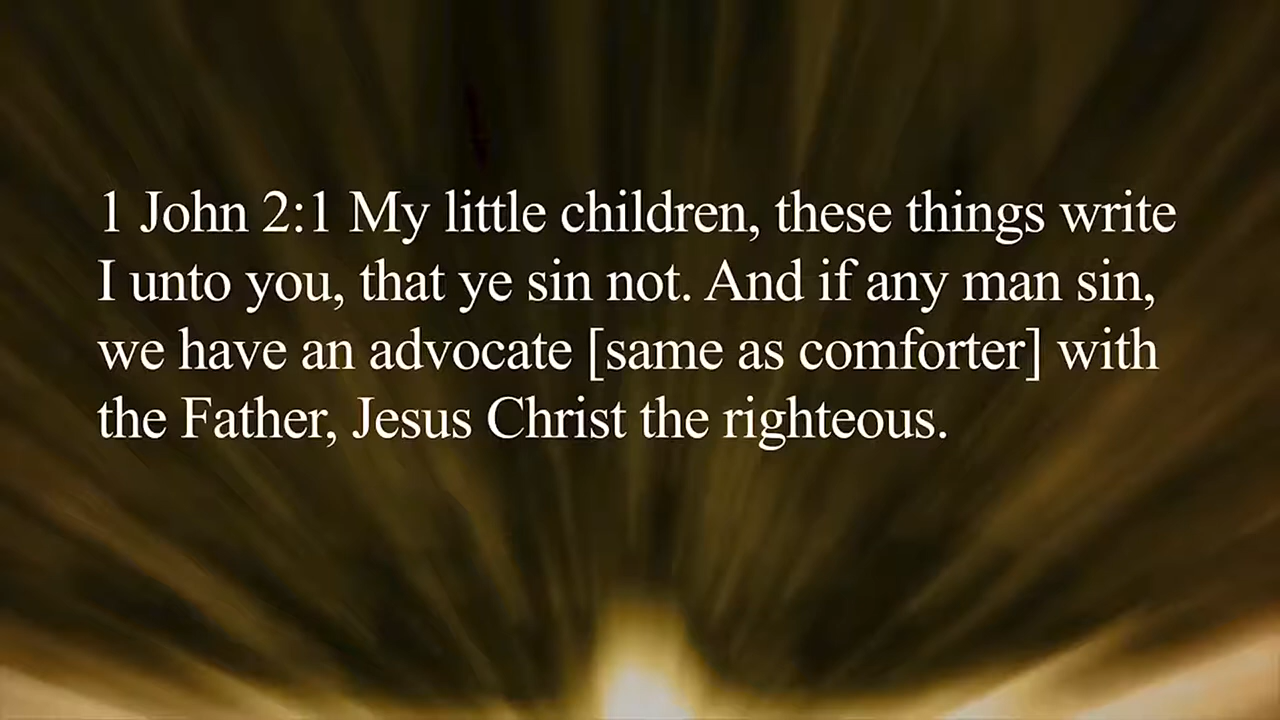 1 John 2:1 My little children, these things write
I unto you, that ye sin not. And if any man sin,
we have an advocate [same as comforter] with
the Father, Jesus Christ the righteous.